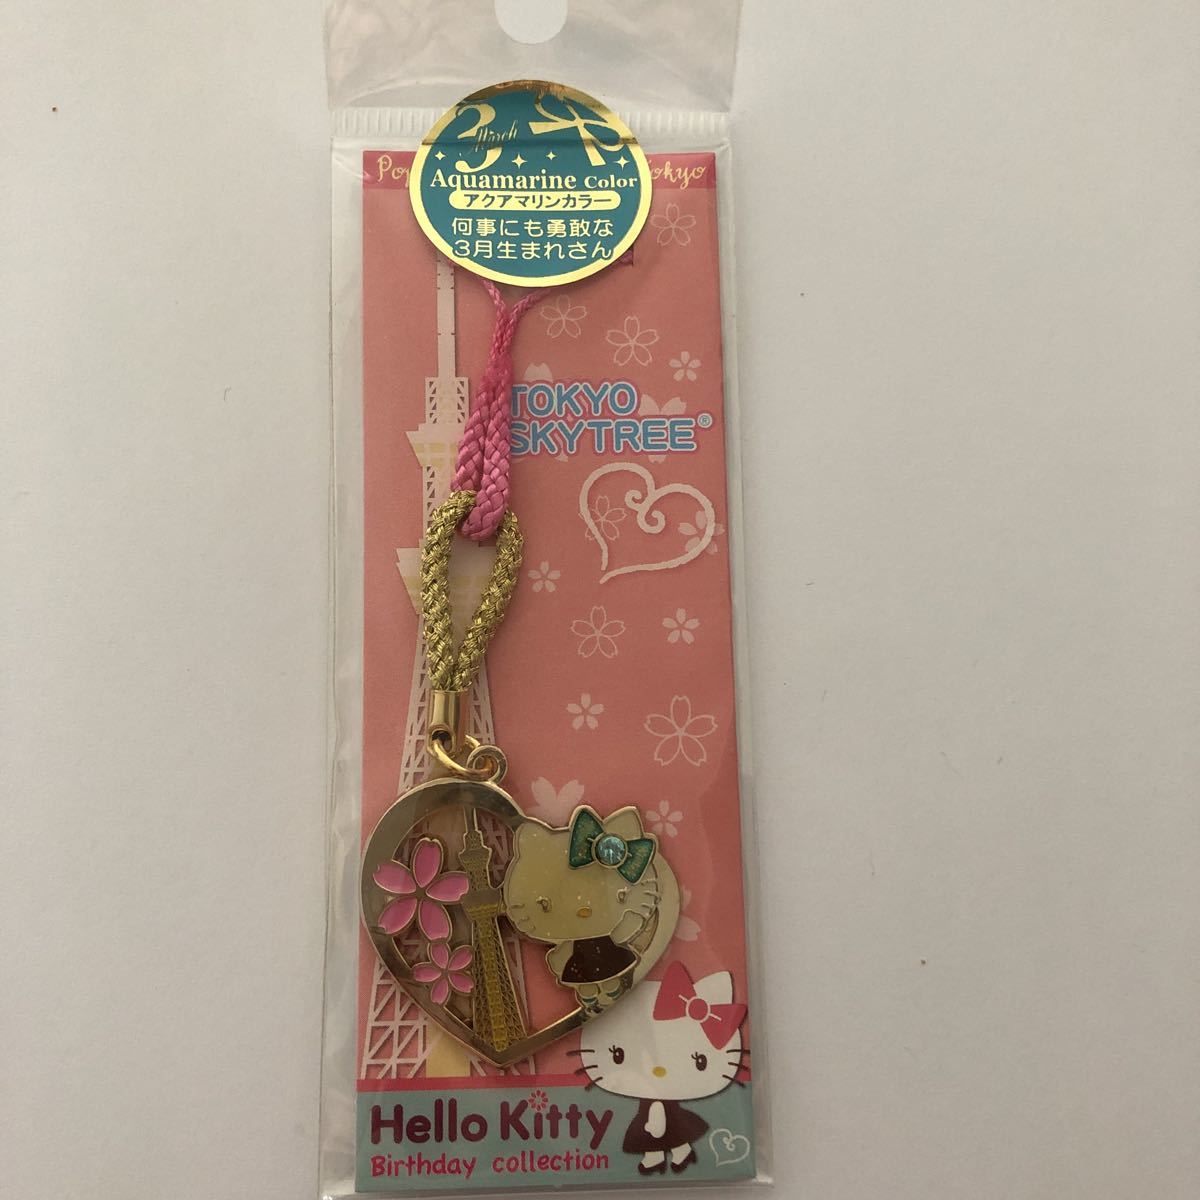 3
March
Aquamarine Color
アクアマリンカラー
何事にも勇敢な
3月生まれさん
TOKYO
SKYTREE®
Hello Kitty
Birthday collection